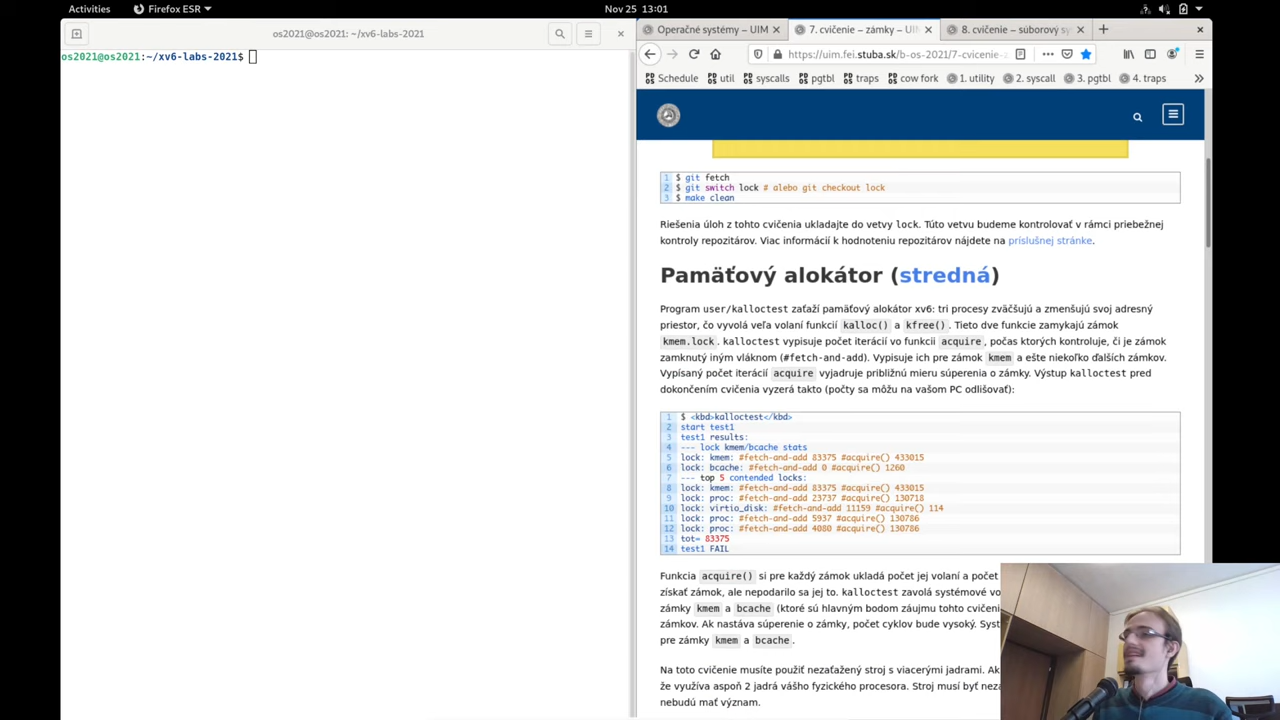 Activities
Firefox ESR
Nov 25 13:01
os2021@os2021: ~/xv6-labs-2021
os2021@os2021:~/xv6-labs-2021$
Operačné systémy – UIM
7. cvičenie – zámky – UIM
8. cvičenie – súborový sy
https://uim.fei.stuba.sk/b-os-2021/7-cvicenie-
Schedule
util
syscalls
pgtbl
traps
cow fork
1. utility
2. syscall
3. pgtbl
4. traps
1 $ git fetch
2 $ git switch lock # alebo git checkout lock
3 $ make clean
Riešenia úloh z tohto cvičenia ukladajte do vetvy lock. Túto vetvu budeme kontrolovať v rámci priebežnej
kontroly repozitárov. Viac informácií k hodnoteniu repozitárov nájdete na príslušnej stránke.
Pamäťový alokátor (stredná)
Program user/kalloctest zaťaží pamäťový alokátor xv6: tri procesy zväčšujú a zmenšujú svoj adresný
priestor, čo vyvolá veľa volaní funkcií kalloc() a kfree(). Tieto dve funkcie zamykajú zámok
kmem.lock. kalloctest vypisuje počet iterácií vo funkcii acquire, počas ktorých kontroluje, či je zámok
zamknutý iným vláknom (#fetch-and-add). Vypisuje ich pre zámok kmem a ešte niekoľko ďalších zámkov.
Vypísaný počet iterácií acquire vyjadruje približnú mieru súperenia o zámky. Výstup kalloctest pred
dokončením cvičenia vyzerá takto (počty sa môžu na vašom PC odlišovať):
1 $ <kbd>kalloctest</kbd>
2 start test1
3 test1 results:
4 --- lock kmem/bcache stats
5 lock: kmem: #fetch-and-add 83375 #acquire() 433015
6 lock: bcache: #fetch-and-add 0 #acquire() 1260
7 --- top 5 contended locks:
8 lock: kmem: #fetch-and-add 83375 #acquire() 433015
9 lock: proc: #fetch-and-add 23737 #acquire() 130718
10 lock: virtio_disk: #fetch-and-add 11159 #acquire() 114
11 lock: proc: #fetch-and-add 5937 #acquire() 130786
12 lock: proc: #fetch-and-add 4080 #acquire() 130786
13 tot= 83375
14 test1 FAIL
Funkcia acquire() si pre každý zámok ukladá počet jej volaní a počet
získať zámok, ale nepodarilo sa jej to. kalloctest zavolá systémové vo
zámky kmem a bcache (ktoré sú hlavným bodom záujmu tohto cvičeni
zámkov. Ak nastáva súperenie o zámky, počet cyklov bude vysoký. Sys
pre zámky kmem a bcache.
Na toto cvičenie musíte použiť nezaťažený stroj s viacerými jadrami. Ak
že využíva aspoň 2 jadrá vášho fyzického procesora. Stroj musí byť neza
nebudú mať význam.